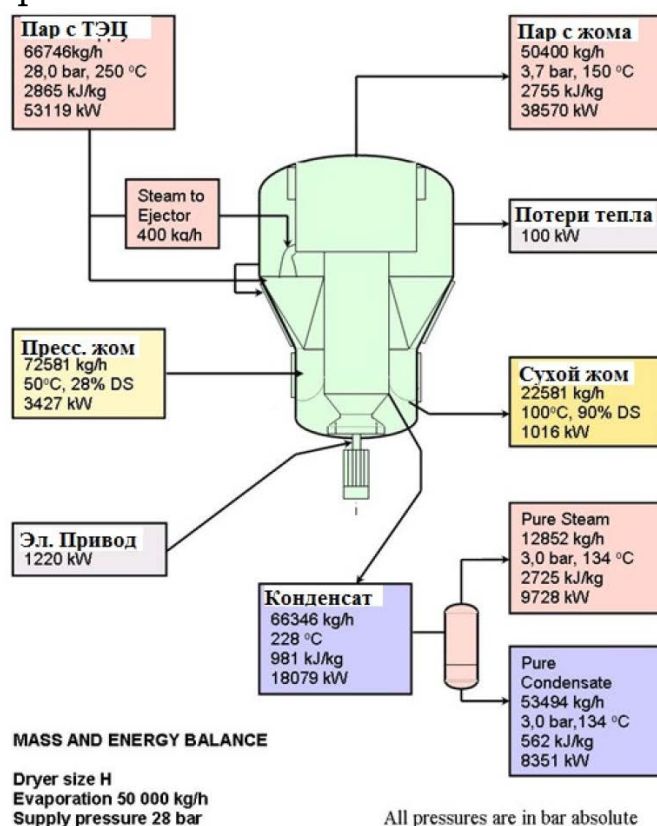 Пар с ТЭЦ
66746kg/h
28,0 bar, 250 °C
2865 kJ/kg
53119 kW
Пар с жома
50400 kg/h
3,7 bar, 150 °C
2755 kJ/kg
38570 kW
Steam to
Ejector
400 kg/h
Потери тепла
100 kW
Пресс. жом
72581 kg/h
50°C, 28% DS
3427 kW
Сухой жом
22581 kg/h
100°C, 90% DS
1016 kW
Эл. Привод
1220 kW
Pure Steam
12852 kg/h
3,0 bar, 134 °C
2725 kJ/kg
9728 kW
Конденсат
66346 kg/h
228 °C
981 kJ/kg
18079 kW
Pure
Condensate
53494 kg/h
3,0 bar,134 °C
562 kJ/kg
8351 kW
MASS AND ENERGY BALANCE
Dryer size H
Evaporation 50 000 kg/h
Supply pressure 28 bar
All pressures are in bar absolute